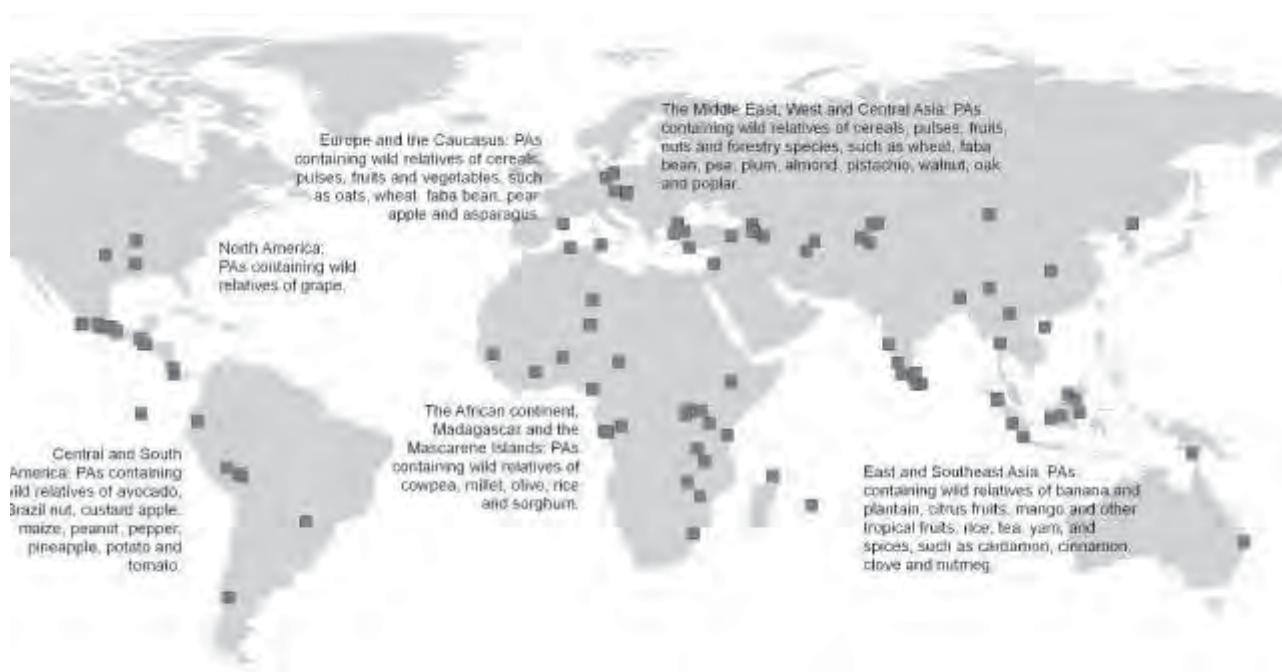 The Middle East, West and Central Asia: PAs
containing wild relatives of cereals, pulses, fruits,
nuts and forestry species, such as wheat, faba
bean, pea, plum, almond, pistachio, walnut, oak
and poplar.
Europe and the Caucasus: PAs
containing wild relatives of cereals,
pulses, fruits and vegetables, such
as oats, wheat, faba bean, pear
apple and asparagus.
North America:
PAs containing wild
relatives of grape.
The African continent,
Madagascar and the
Mascarene Islands: PAs
containing wild relatives of
cowpea, millet, olive, rice
and sorghum.
Central and South
America: PAs containing
wild relatives of avocado,
Brazil nut, custard apple,
maize, peanut, pepper,
pineapple, potato and
tomato.
East and Southeast Asia: PAs
containing wild relatives of banana and
plantain, citrus fruits, mango and other
tropical fruits, rice, tea, yam, and
spices, such as cardamon, cinnamon,
clove and nutmeg.